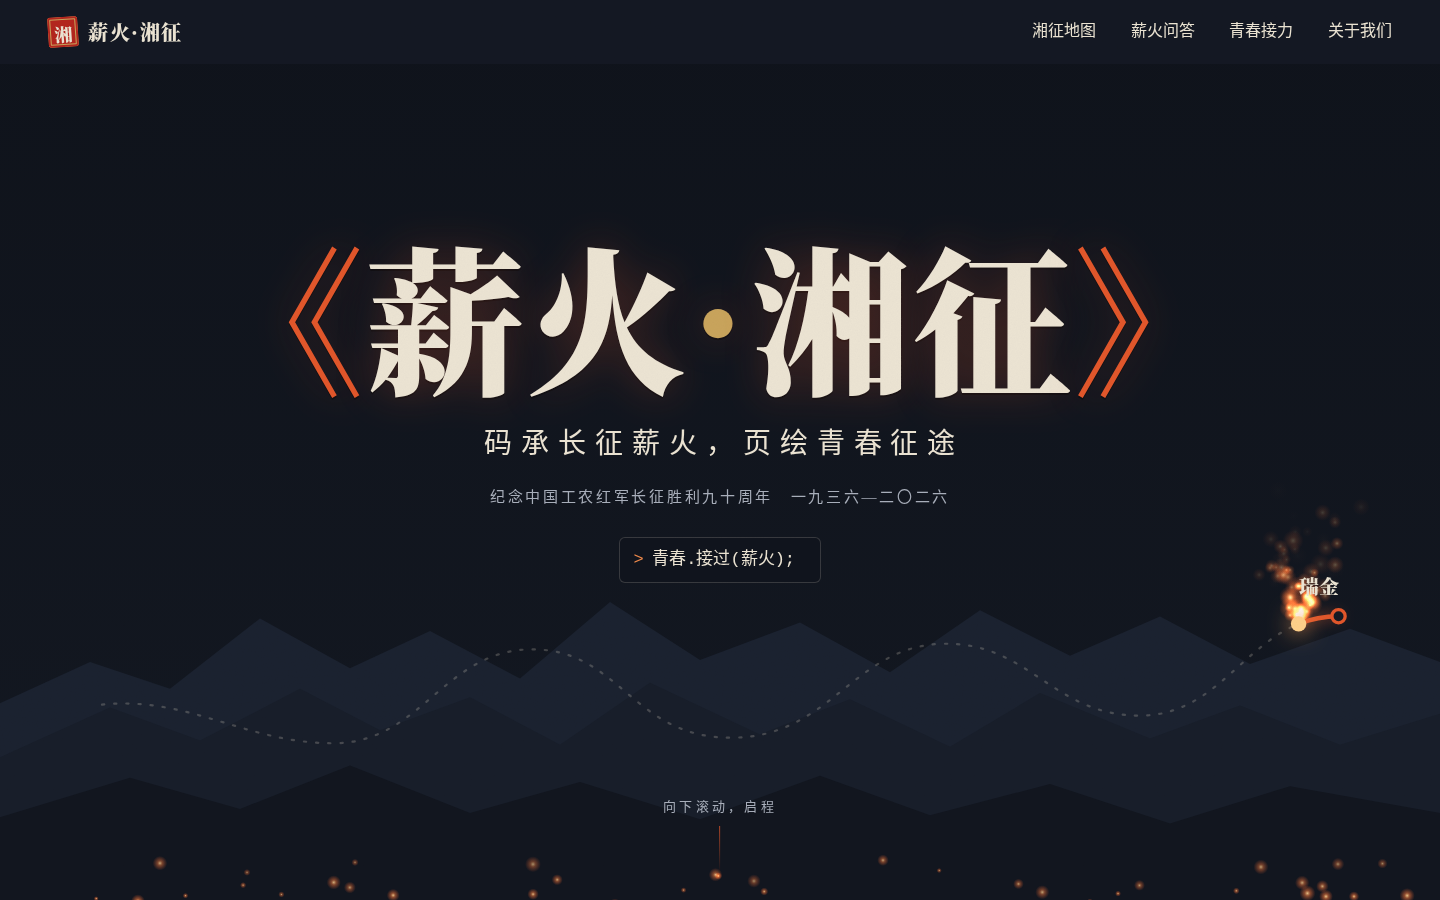 湘 薪火·湘征
湘征地图 薪火问答 青春接力 关于我们
《薪火·湘征》
码承长征薪火，页绘青春征途
纪念中国工农红军长征胜利九十周年 一九三六—二〇二六
> 青春.接过(薪火);
瑞金
向下滚动，启程